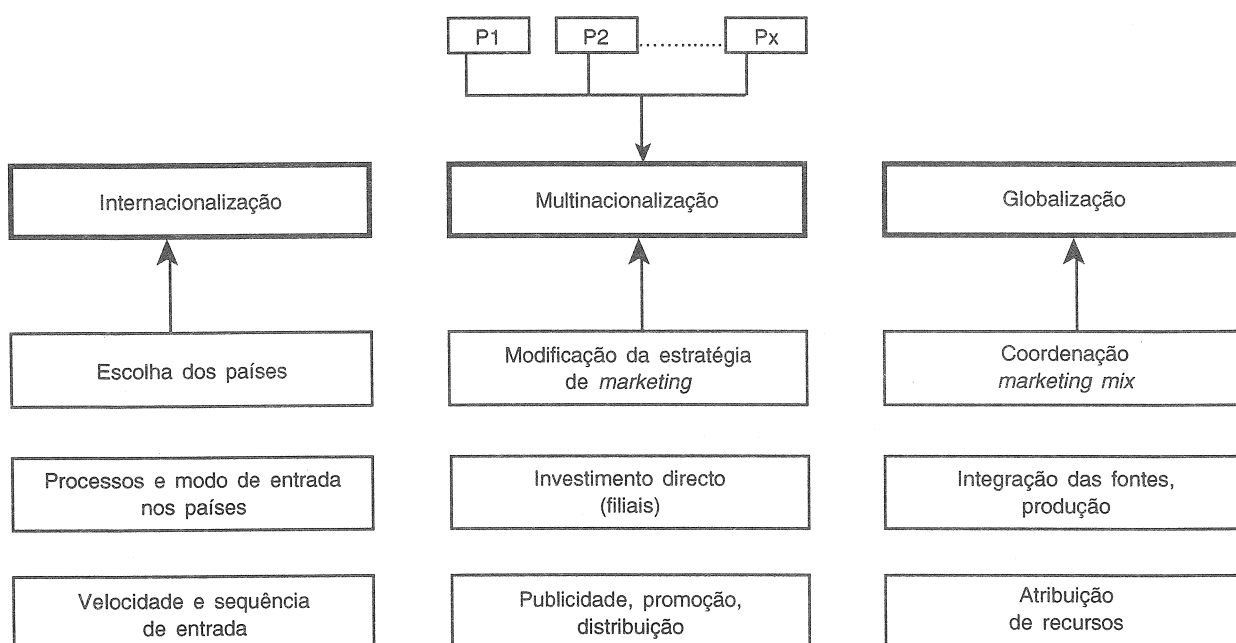 P1 P2 ............. Px
Internacionalização Multinacionalização Globalização
Escolha dos países
Modificação da estratégia
de marketing
Coordenação
marketing mix
Processos e modo de entrada
nos países
Investimento directo
(filiais)
Integração das fontes,
produção
Velocidade e sequência
de entrada
Publicidade, promoção,
distribuição
Atribuição
de recursos